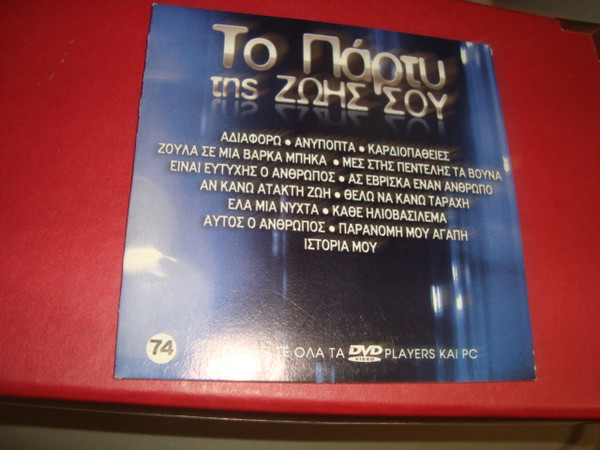 Το Πάρτυ
της ΖΩΗΣ ΣΟΥ
ΑΔΙΑΦΟΡΩ • ΑΝΥΠΟΠΤΑ • ΚΑΡΔΙΟΠΑΘΕΙΕΣ
ΖΟΥΛΑ ΣΕ ΜΙΑ ΒΑΡΚΑ ΜΠΗΚΑ • ΜΕΣ ΣΤΗΣ ΠΕΝΤΕΛΗΣ ΤΑ ΒΟΥΝΑ
ΕΙΝΑΙ ΕΥΤΥΧΗΣ Ο ΑΝΘΡΩΠΟΣ • ΑΣ ΕΒΡΙΣΚΑ ΕΝΑΝ ΑΝΘΡΩΠΟ
ΑΝ ΚΑΝΩ ΑΤΑΚΤΗ ΖΩΗ • ΘΕΛΩ ΝΑ ΚΑΝΩ ΤΑΡΑΧΗ
ΕΛΑ ΜΙΑ ΝΥΧΤΑ • ΚΑΘΕ ΗΛΙΟΒΑΣΙΛΕΜΑ
ΑΥΤΟΣ Ο ΑΝΘΡΩΠΟΣ • ΠΑΡΑΝΟΜΗ ΜΟΥ ΑΓΑΠΗ
ΙΣΤΟΡΙΑ ΜΟΥ
74 ΣΕ ΟΛΑ ΤΑ DVD VIDEO PLAYERS ΚΑΙ PC